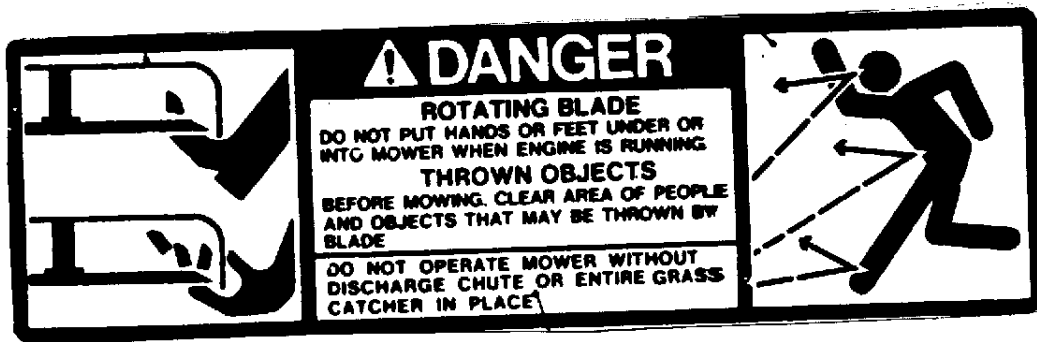 DANGER
ROTATING BLADE
DO NOT PUT HANDS OR FEET UNDER OR
INTO MOWER WHEN ENGINE IS RUNNING
THROWN OBJECTS
BEFORE MOWING, CLEAR AREA OF PEOPLE
AND OBJECTS THAT MAY BE THROWN BY
BLADE
DO NOT OPERATE MOWER WITHOUT
DISCHARGE CHUTE OR ENTIRE GRASS
CATCHER IN PLACE